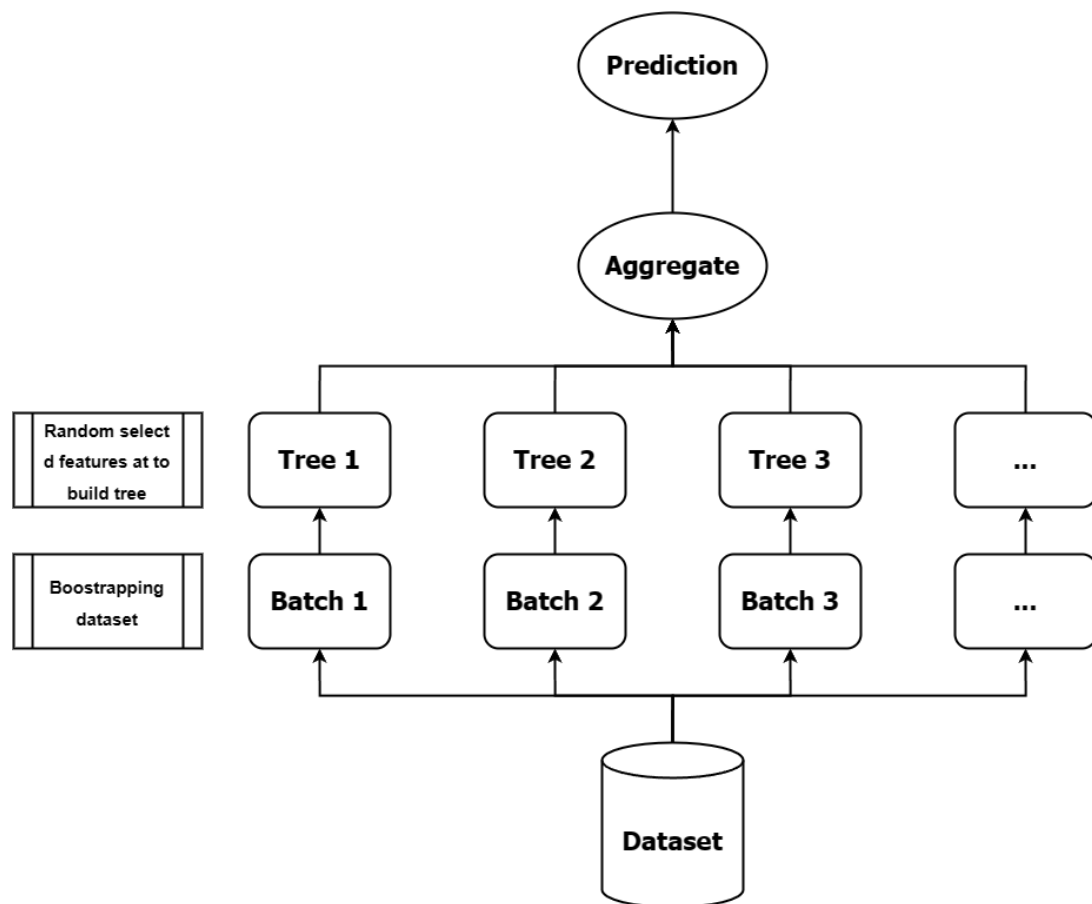 Prediction
Aggregate
Random select
d features at to
build tree
Tree 1
Tree 2
Tree 3
...
Boostrapping
dataset
Batch 1
Batch 2
Batch 3
...
Dataset